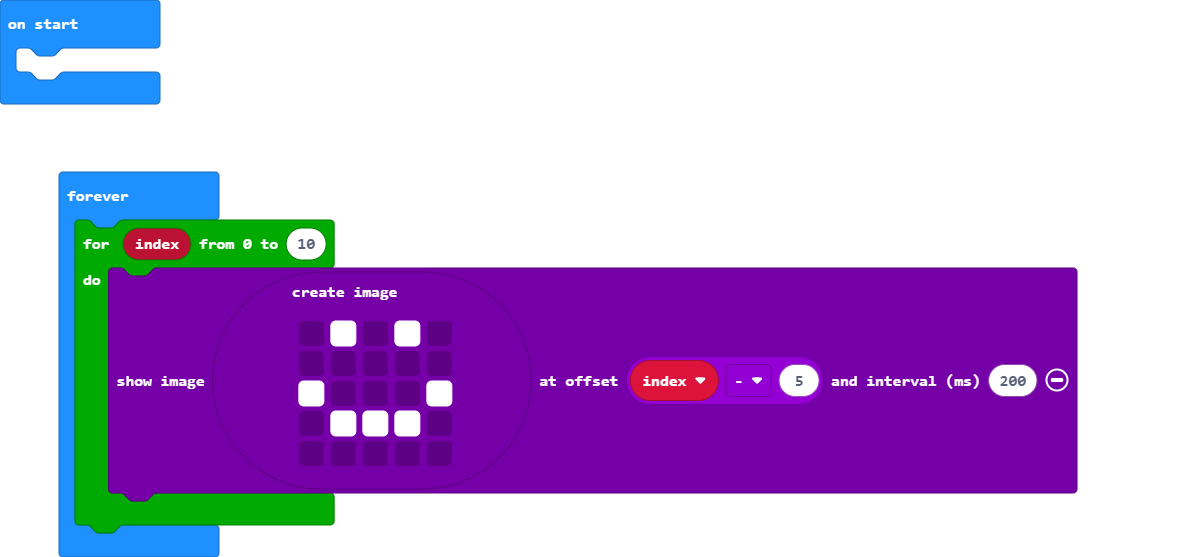 on start
forever
for index from 0 to 10
do
create image
show image at offset index - 5 and interval (ms) 200